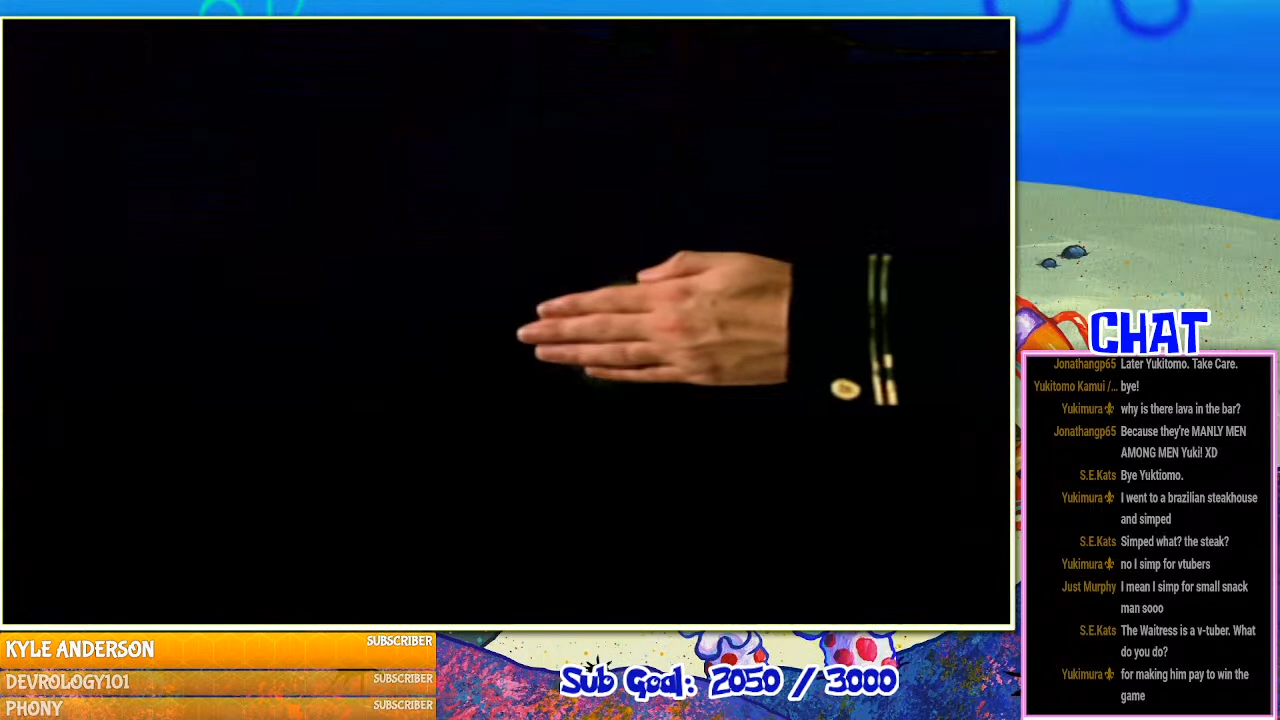 CHAT
Jonathangp65 Later Yukitomo. Take Care.
Yukitomo Kamui /... bye!
Yukimura⚜ why is there lava in the bar?
Jonathangp65 Because they're MANLY MEN
AMONG MEN Yuki! XD
S.E.Kats Bye Yuktiomo.
Yukimura⚜ I went to a brazilian steakhouse
and simped
S.E.Kats Simped what? the steak?
Yukimura⚜ no I simp for vtubers
Just Murphy I mean I simp for small snack
man sooo
S.E.Kats The Waitress is a v-tuber. What
do you do?
Yukimura⚜ for making him pay to win the
game
KYLE ANDERSON SUBSCRIBER
DEVROLOGY101 SUBSCRIBER
PHONY SUBSCRIBER
Sub Goal: 2050 / 3000